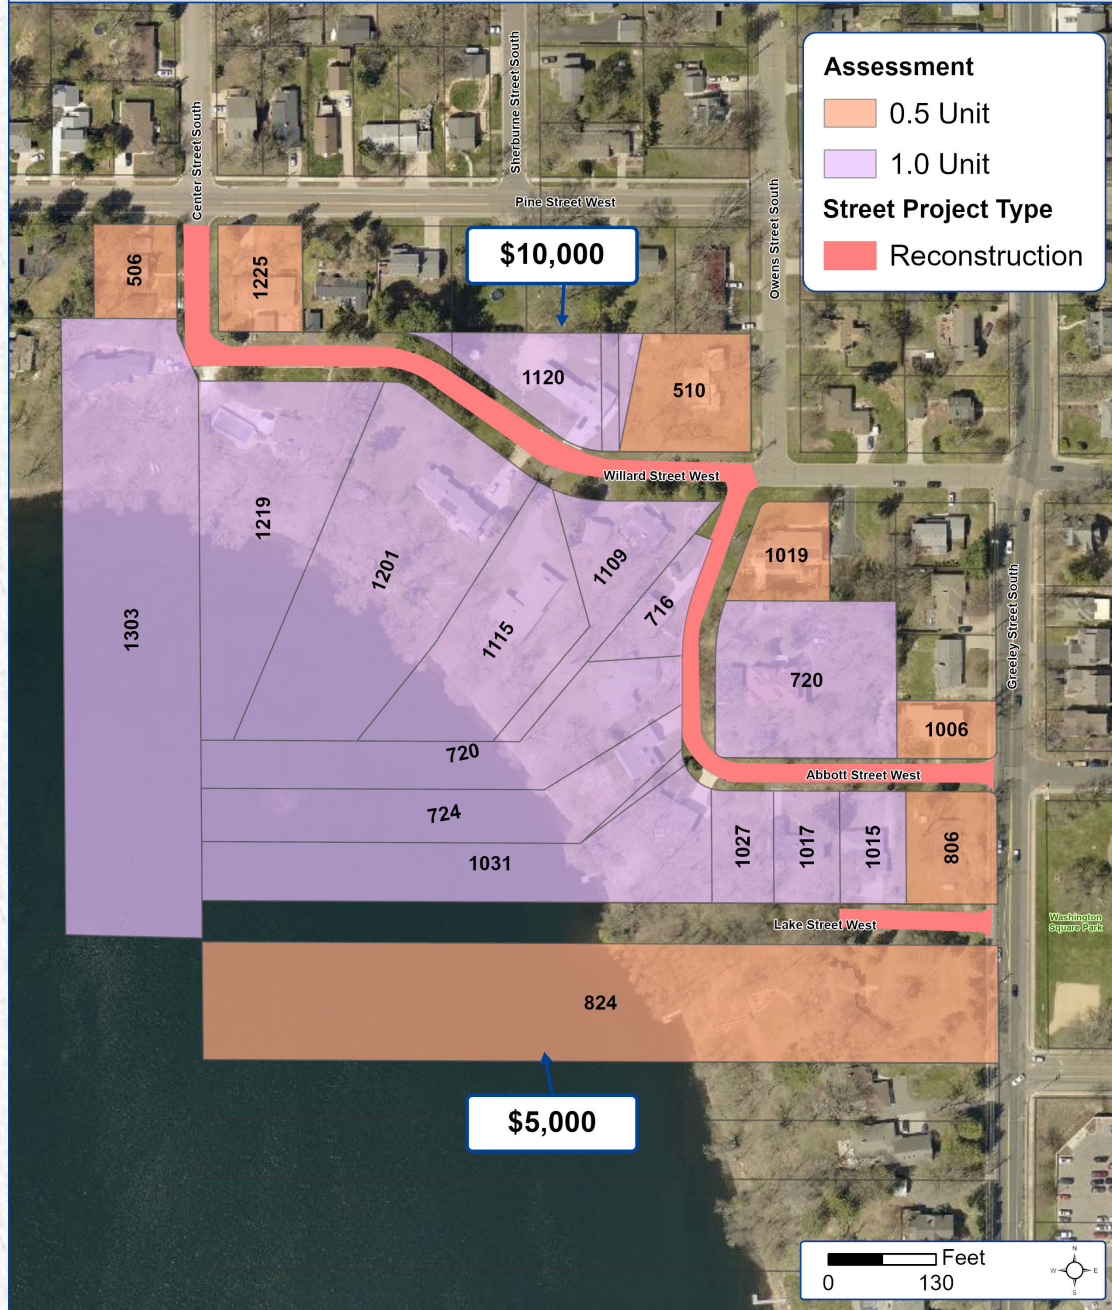 Assessment
0.5 Unit
1.0 Unit
Street Project Type
Reconstruction
Center Street South
Sherburne Street South
Pine Street West
Owens Street South
$10,000
506
1225
1120
510
Willard Street West
1219
1201
1109
1019
1303
1115
716
Greeley Street South
720
1006
720
Abbott Street West
724
1031
1027
1017
1015
806
Lake Street West
Washington
Square Park
824
$5,000
Feet
0
130
N
W
E
S